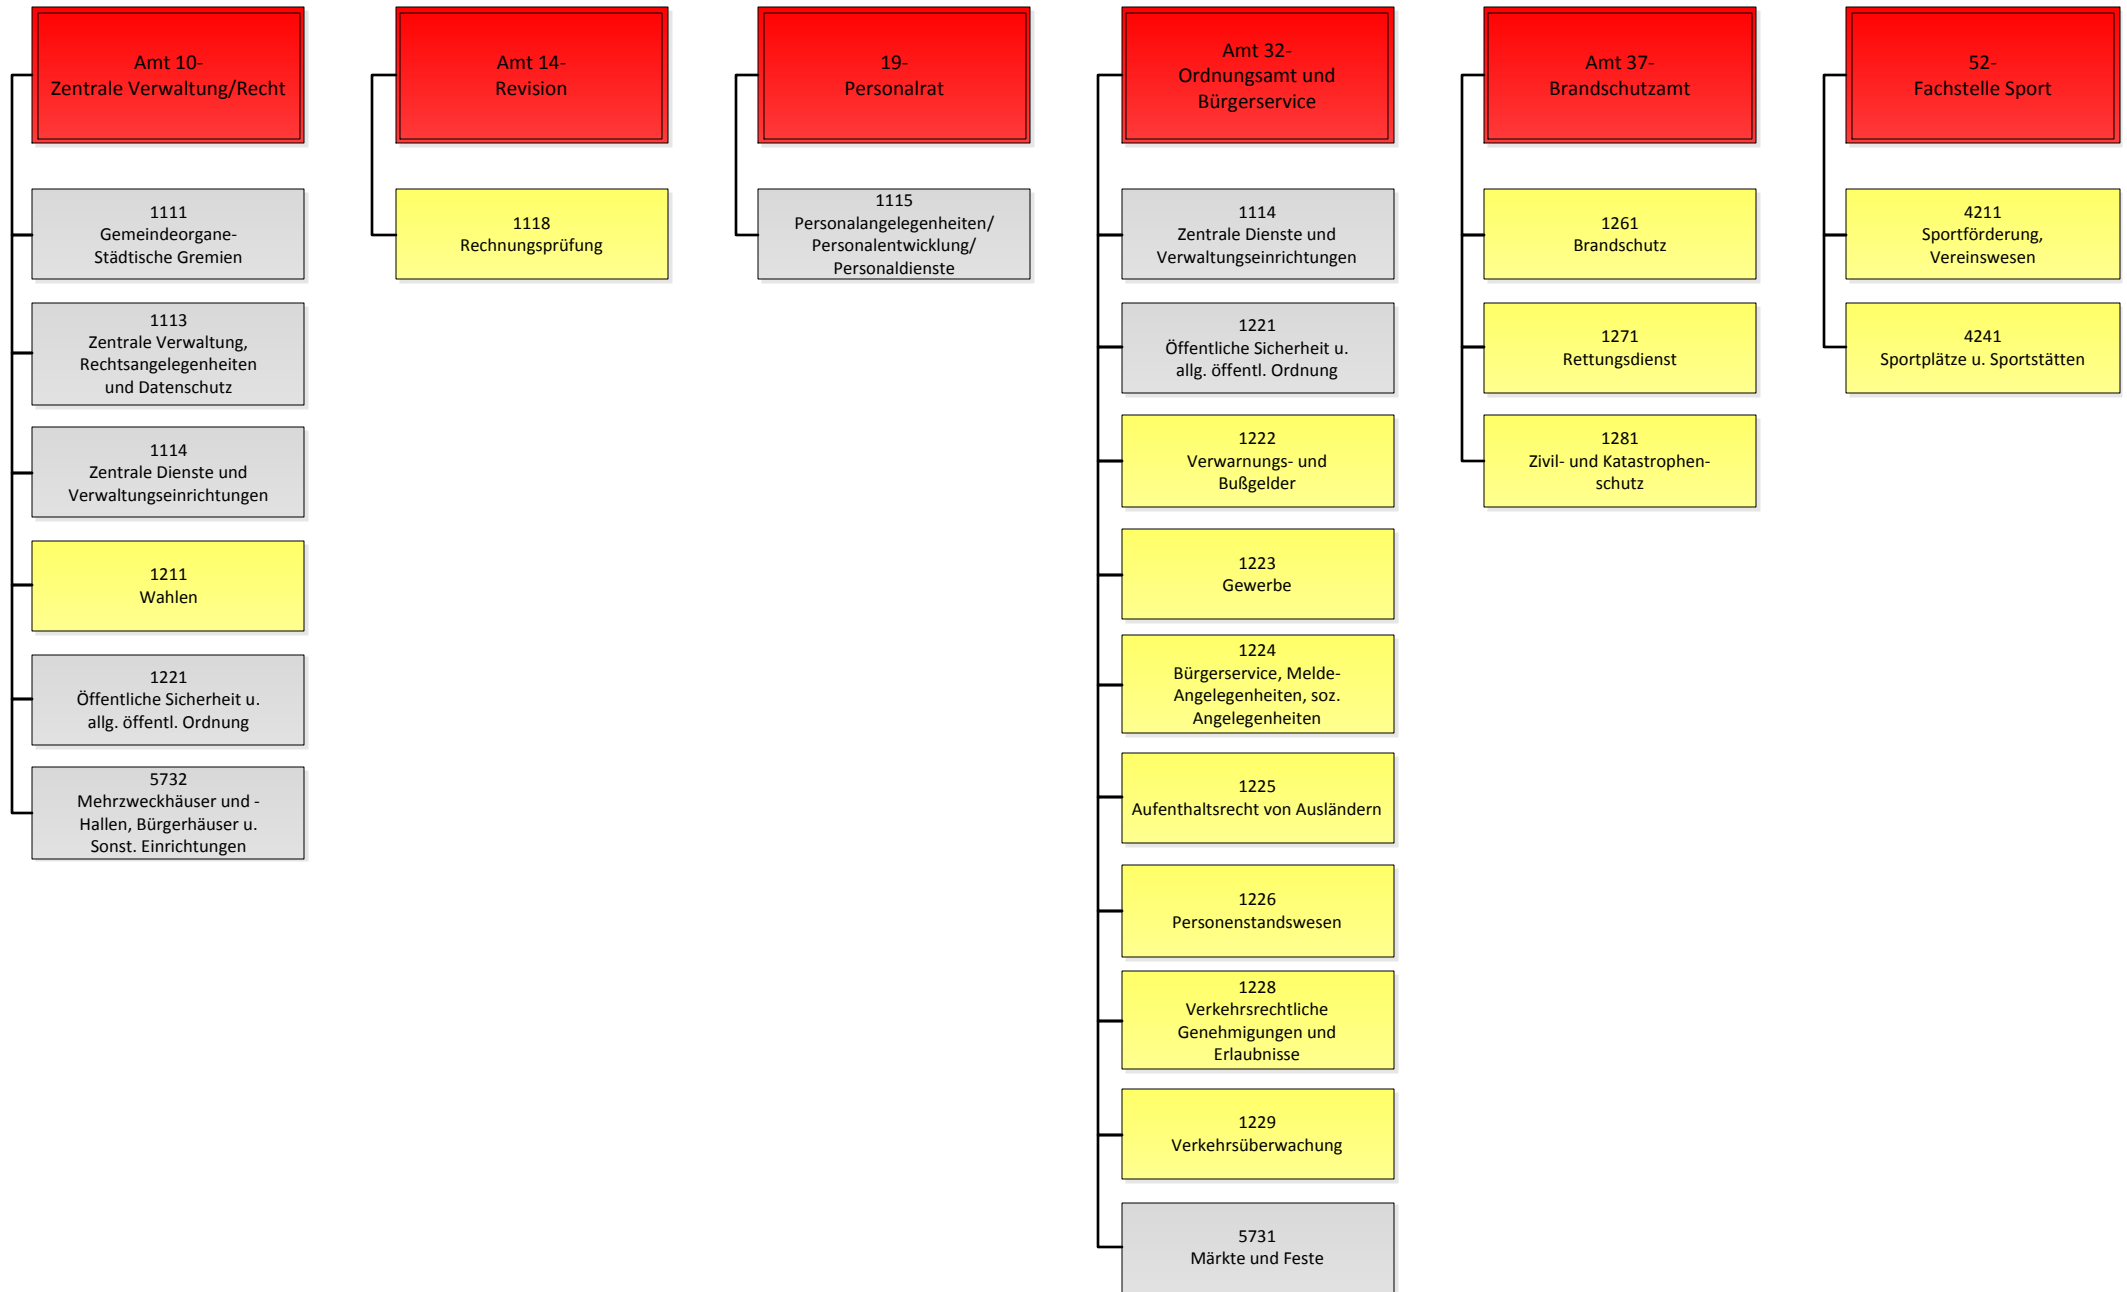 Amt 10-
Zentrale Verwaltung/Recht
1111
Gemeindeorgane-
Städtische Gremien
1113
Zentrale Verwaltung,
Rechtsangelegenheiten
und Datenschutz
1114
Zentrale Dienste und
Verwaltungseinrichtungen
1211
Wahlen
1221
Öffentliche Sicherheit u.
allg. öffentl. Ordnung
5732
Mehrzweckhäuser und -
Hallen, Bürgerhäuser u.
Sonst. Einrichtungen
Amt 14-
Revision
1118
Rechnungsprüfung
19-
Personalrat
1115
Personalangelegenheiten/
Personalentwicklung/
Personaldienste
Amt 32-
Ordnungsamt und
Bürgerservice
1114
Zentrale Dienste und
Verwaltungseinrichtungen
1221
Öffentliche Sicherheit u.
allg. öffentl. Ordnung
1222
Verwarnungs- und
Bußgelder
1223
Gewerbe
1224
Bürgerservice, Melde-
Angelegenheiten, soz.
Angelegenheiten
1225
Aufenthaltsrecht von Ausländern
1226
Personenstandswesen
1228
Verkehrsrechtliche
Genehmigungen und
Erlaubnisse
1229
Verkehrsüberwachung
5731
Märkte und Feste
Amt 37-
Brandschutzamt
1261
Brandschutz
1271
Rettungsdienst
1281
Zivil- und Katastrophen-
schutz
52-
Fachstelle Sport
4211
Sportförderung,
Vereinswesen
4241
Sportplätze u. Sportstätten